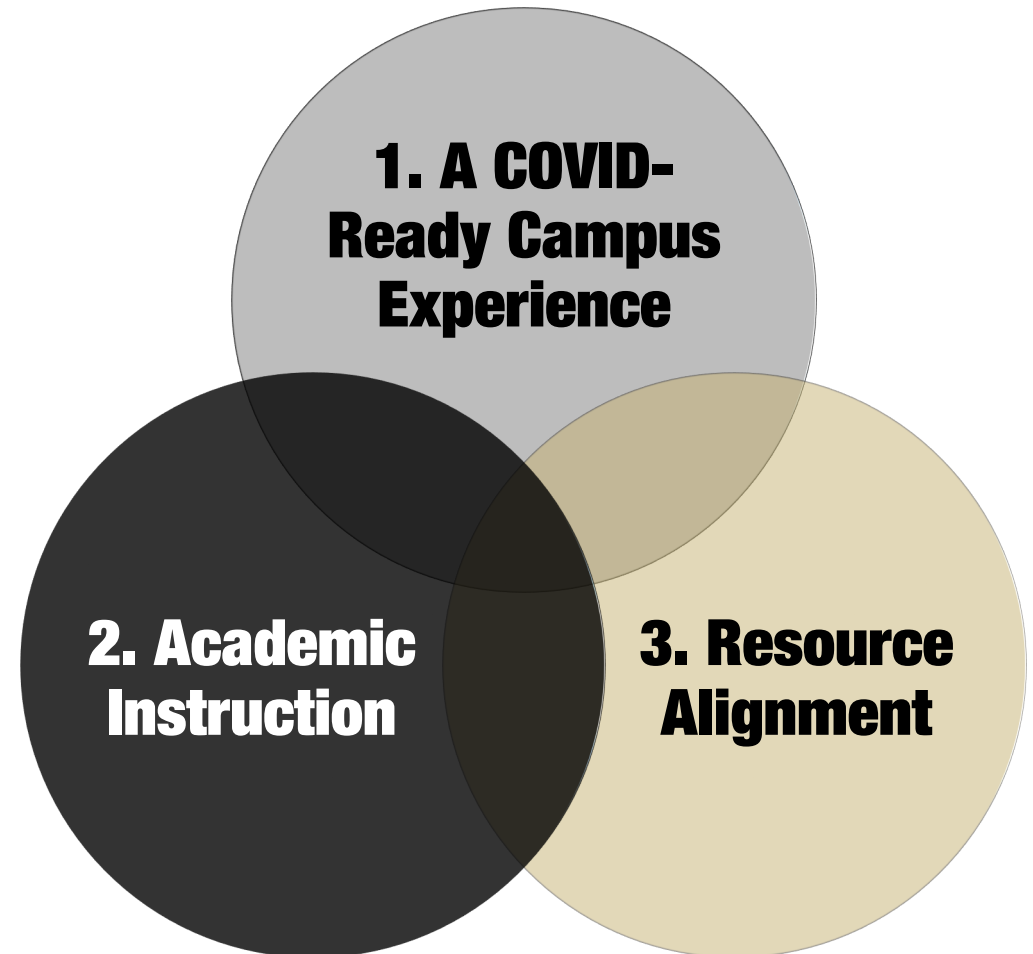 1. A COVID-
Ready Campus
Experience
2. Academic
Instruction
3. Resource
Alignment